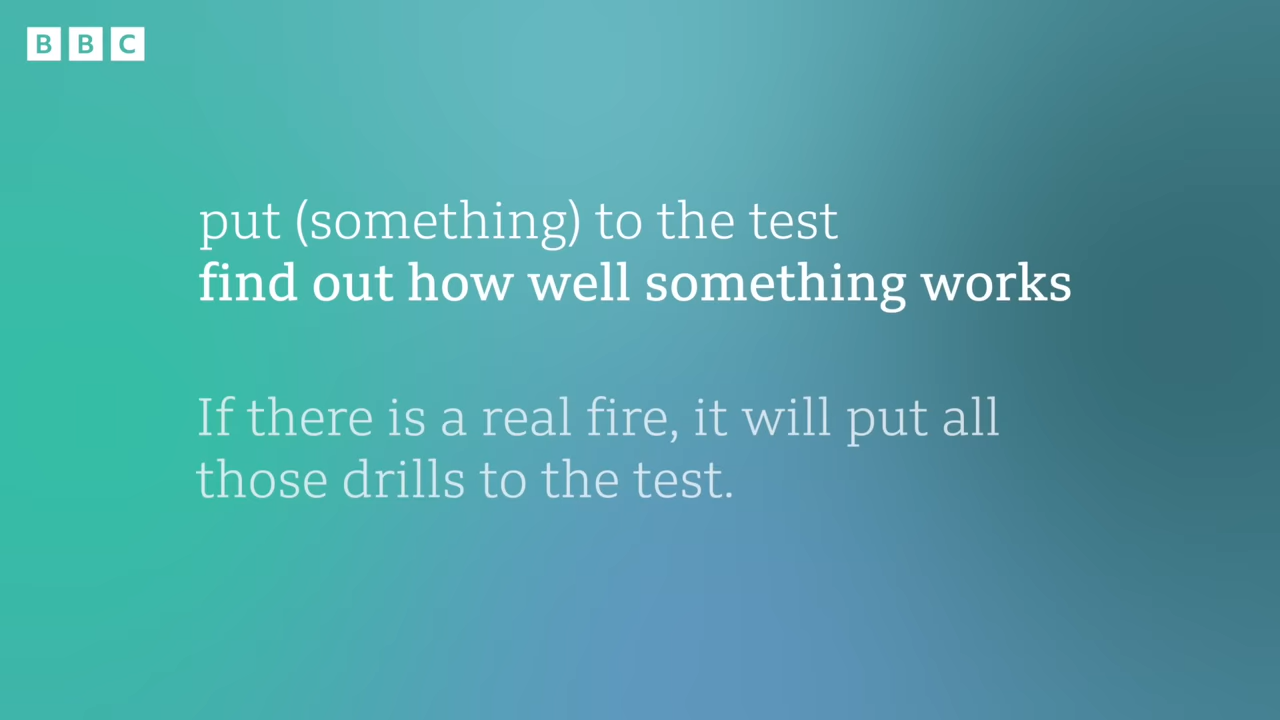 BBC
put (something) to the test
find out how well something works
If there is a real fire, it will put all
those drills to the test.